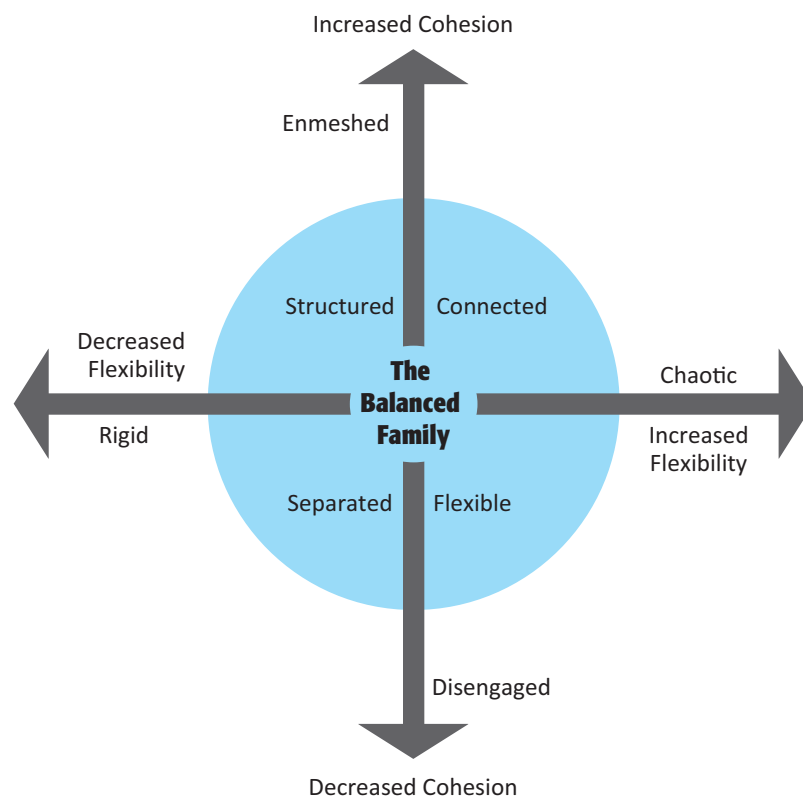 Increased Cohesion
Enmeshed
Structured
Connected
Decreased
Flexibility
Rigid
The
Balanced
Family
Chaotic
Increased
Flexibility
Separated
Flexible
Disengaged
Decreased Cohesion